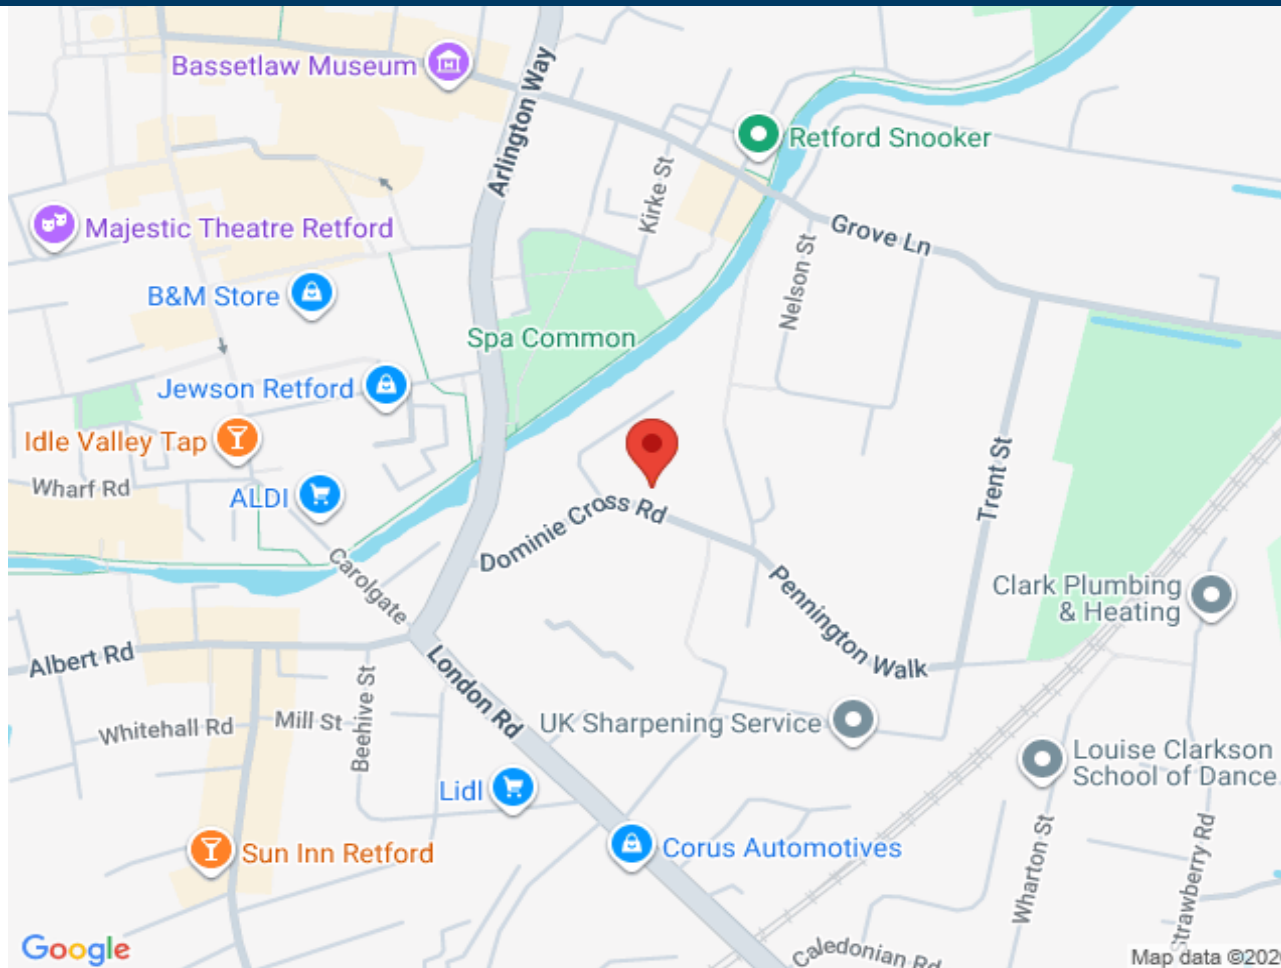 Bassetlaw Museum
Arlington Way
Retford Snooker
Kirke St
Majestic Theatre Retford
Grove Ln
Nelson St
B&M Store
Spa Common
Jewson Retford
Idle Valley Tap
Wharf Rd
ALDI
Trent St
Dominie Cross Rd
Carolgate
Pennington Walk
Clark Plumbing
& Heating
Albert Rd
London Rd
Beehive St
Whitehall Rd
Mill St
UK Sharpening Service
Louise Clarkson
School of Dance.
Lidl
Corus Automotives
Sun Inn Retford
Wharton St
Strawberry Rd
Caledonian Rd
Google
Map data ©202